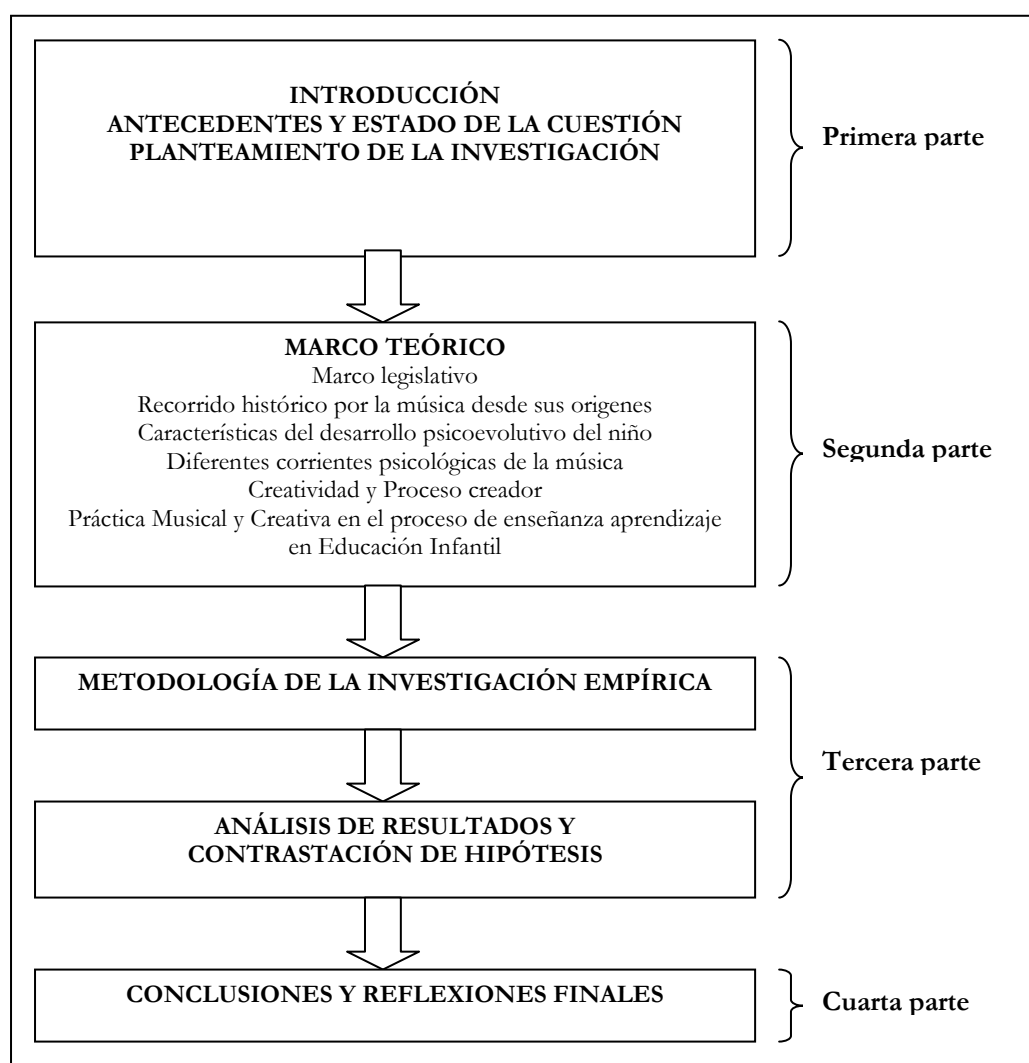 INTRODUCCIÓN
ANTECEDENTES Y ESTADO DE LA CUESTIÓN
PLANTEAMIENTO DE LA INVESTIGACIÓN
Primera parte
MARCO TEÓRICO
Marco legislativo
Recorrido histórico por la música desde sus origenes
Características del desarrollo psicoevolutivo del niño
Diferentes corrientes psicológicas de la música
Creatividad y Proceso creador
Práctica Musical y Creativa en el proceso de enseñanza aprendizaje
en Educación Infantil
Segunda parte
METODOLOGÍA DE LA INVESTIGACIÓN EMPÍRICA
ANÁLISIS DE RESULTADOS Y
CONTRASTACIÓN DE HIPÓTESIS
Tercera parte
CONCLUSIONES Y REFLEXIONES FINALES
Cuarta parte